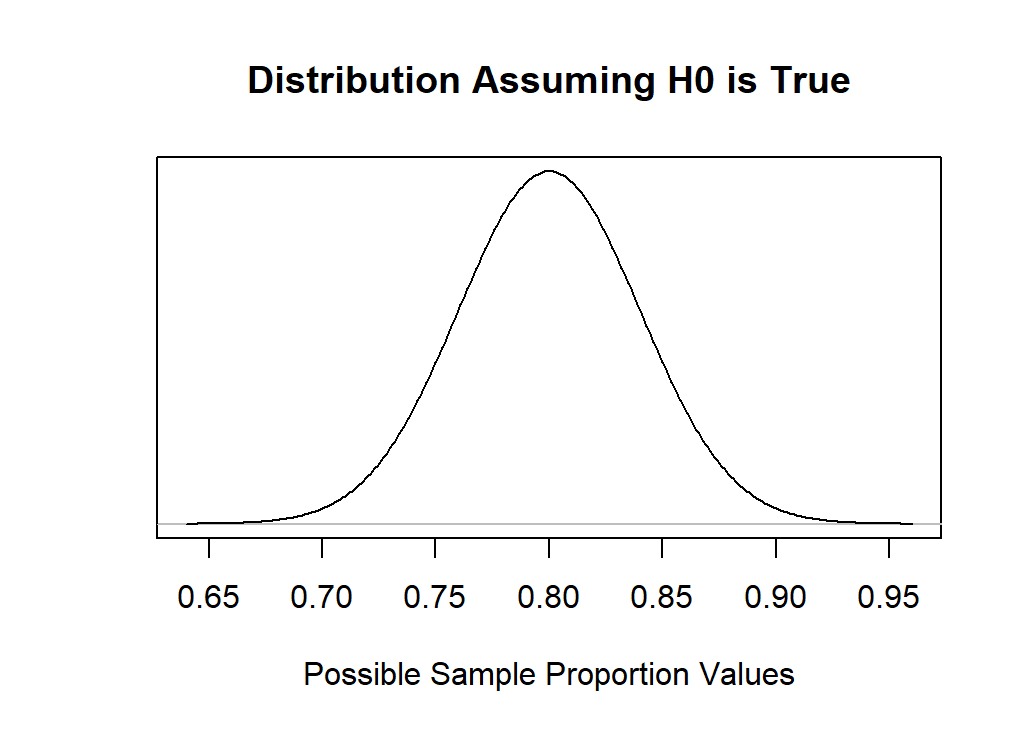 Distribution Assuming H0 is True
0.65 0.70 0.75 0.80 0.85 0.90 0.95
Possible Sample Proportion Values